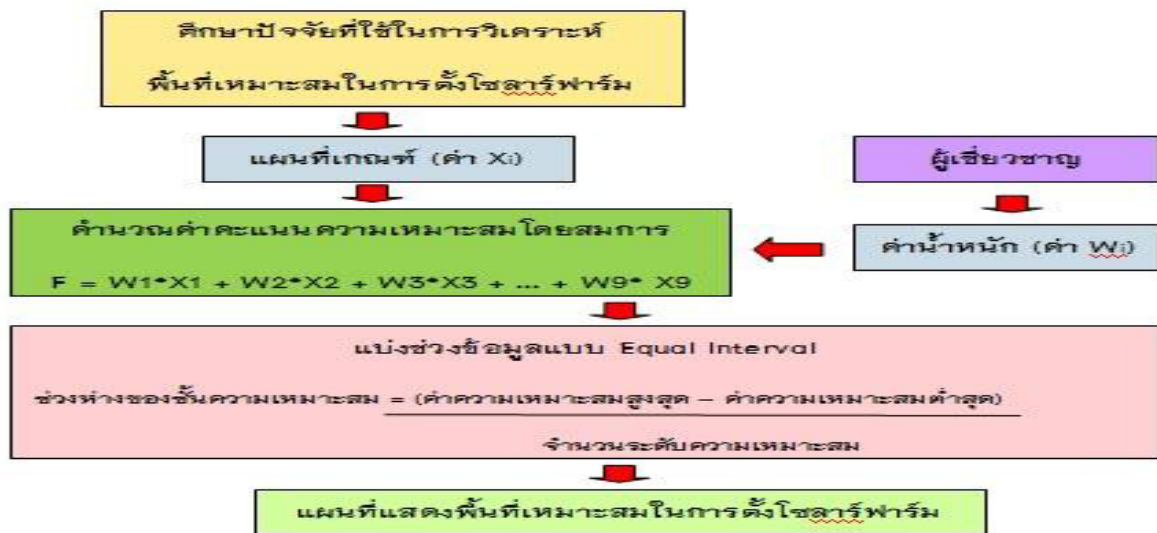 ศึกษาปัจจัยที่ใช้ในการวิเคราะห์
พื้นที่เหมาะสมในการตั้งโซลาร์ฟาร์ม
แผนที่เกณฑ์ (ค่า Xi)
ผู้เชี่ยวชาญ
คำนวณค่าคะแนนความเหมาะสมโดยสมการ
F = W1*X1 + W2*X2 + W3*X3 + ... + W9* X9
ค่าน้ำหนัก (ค่า Wi)
แบ่งช่วงข้อมูลแบบ Equal Interval
ช่วงห่างของชั้นความเหมาะสม = (ค่าความเหมาะสมสูงสุด – ค่าความเหมาะสมต่ำสุด)
จำนวนระดับความเหมาะสม
แผนที่แสดงพื้นที่เหมาะสมในการตั้งโซลาร์ฟาร์ม